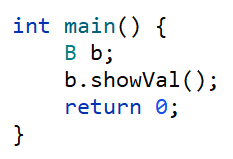 int main() {
    B b;
    b.showVal();
    return 0;
}